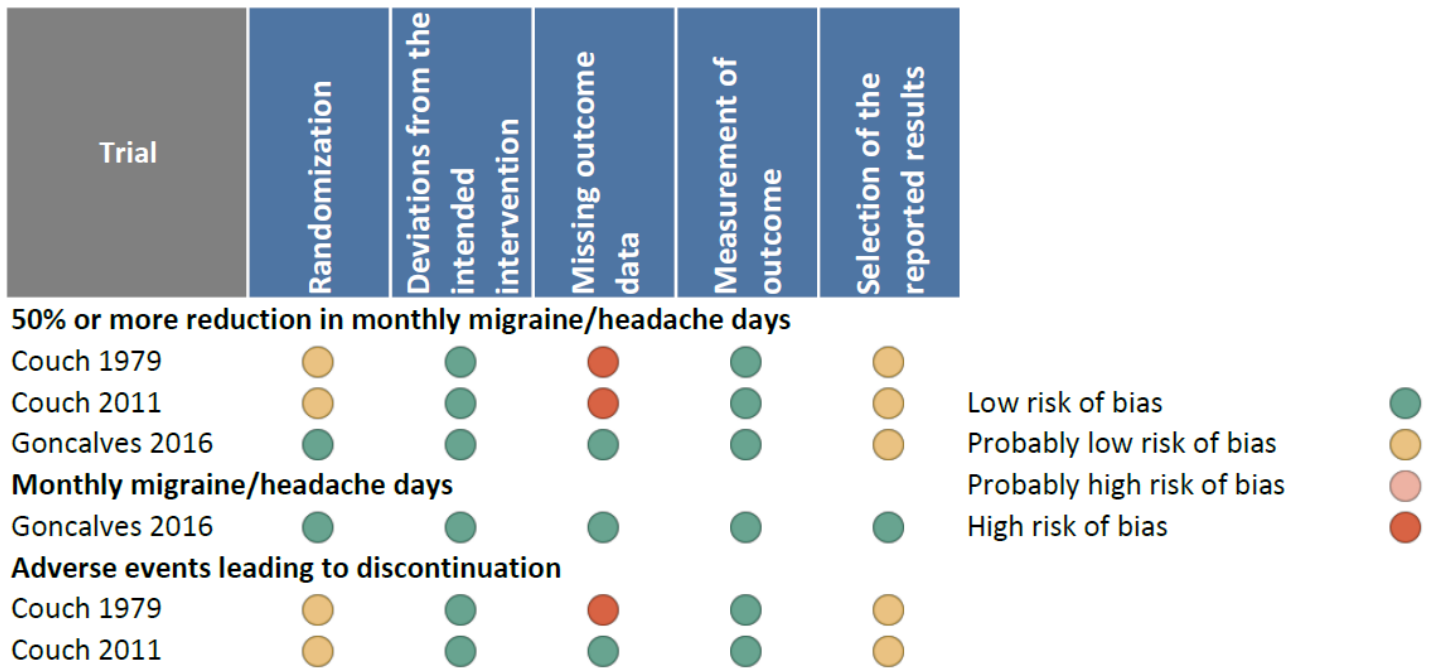 Trial
Randomization
Deviations from the
intended
intervention
Missing outcome
data
Measurement of
outcome
Selection of the
reported results
50% or more reduction in monthly migraine/headache days
Couch 1979
Couch 2011
Goncalves 2016
Monthly migraine/headache days
Goncalves 2016
Adverse events leading to discontinuation
Couch 1979
Couch 2011
Low risk of bias
Probably low risk of bias
Probably high risk of bias
High risk of bias